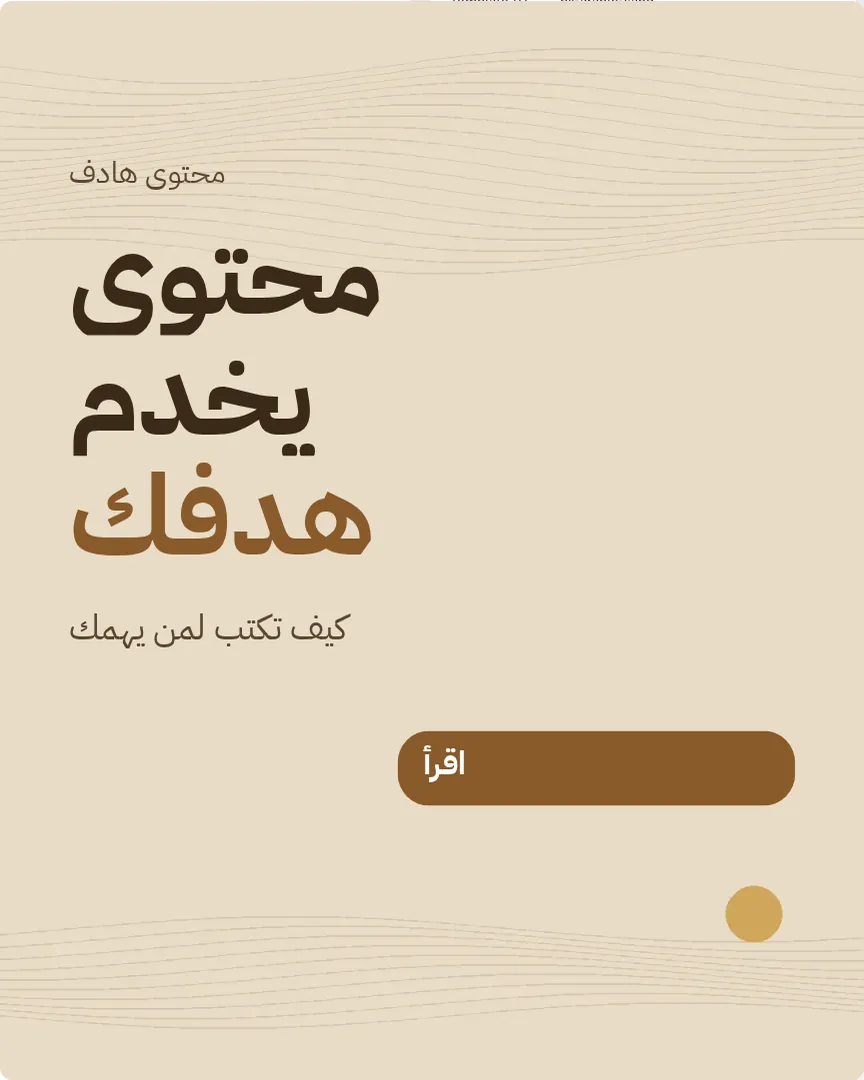 محتوى هادف
محتوى
يخدم
هدفك
كيف تكتب لمن يهمك
اقرأ